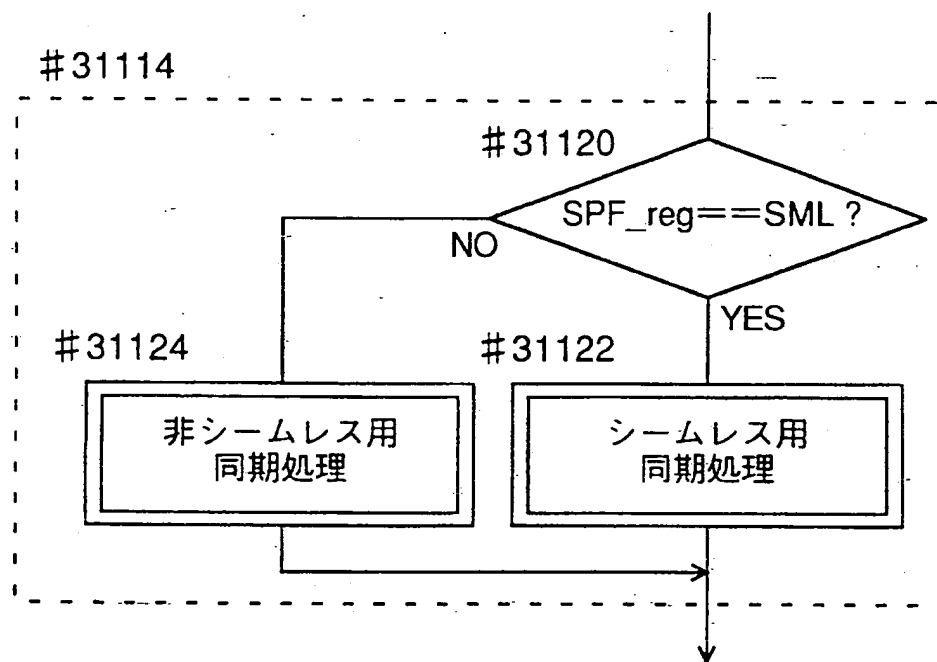 #31114
#31120
SPF_reg==SML ?
NO
YES
#31124
#31122
非シームレス用
同期処理
シームレス用
同期処理